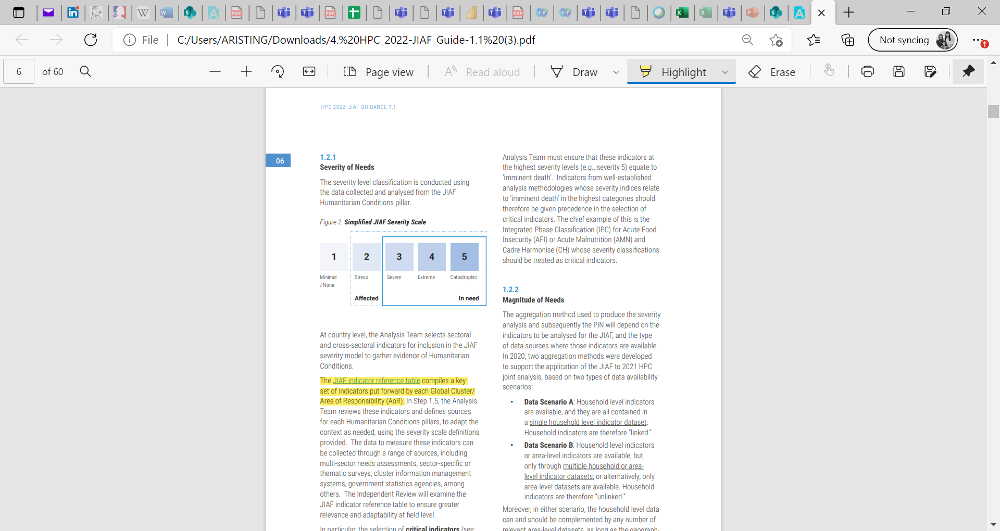 File
C:/Users/ARISTING/Downloads/4.%20HPC_2022-JIAF_Guide-1.1%20(3).pdf
Not syncing
6 of 60
Page view
Read aloud
Draw
Highlight
Erase
HPC 2022: JIAF GUIDANCE 1.1
06
1.2.1
Severity of Needs
The severity level classification is conducted using
the data collected and analysed from the JIAF
Humanitarian Conditions pillar.
Figure 2. Simplified JIAF Severity Scale
1 2 3 4 5
Minimal / None
Stress
Severe
Extreme
Catastrophic
Affected
In need
At country level, the Analysis Team selects sectoral
and cross-sectoral indicators for inclusion in the JIAF
severity model to gather evidence of Humanitarian
Conditions.
The JIAF indicator reference table compiles a key
set of indicators put forward by each Global Cluster/
Area of Responsibility (AoR). In Step 1.5, the Analysis
Team reviews these indicators and defines sources
for each Humanitarian Conditions pillars, to adapt the
context as needed, using the severity scale definitions
provided. The data to measure these indicators can
be collected through a range of sources, including
multi-sector needs assessments, sector-specific or
thematic surveys, cluster information management
systems, government statistics agencies, among
others. The Independent Review will examine the
JIAF indicator reference table to ensure greater
relevance and adaptability at field level.
In particular, the selection of critical indicators (see
Analysis Team must ensure that these indicators at
the highest severity levels (e.g., severity 5) equate to
'imminent death'. Indicators from well-established
analysis methodologies whose severity indices relate
to 'imminent death' in the highest categories should
therefore be given precedence in the selection of
critical indicators. The chief example of this is the
Integrated Phase Classification (IPC) for Acute Food
Insecurity (AFI) or Acute Malnutrition (AMN) and
Cadre Harmonise (CH) whose severity classifications
should be treated as critical indicators.
1.2.2
Magnitude of Needs
The aggregation method used to produce the severity
analysis and subsequently the PiN will depend on the
indicators to be analysed for the JIAF, and the type
of data sources where those indicators are available.
In 2020, two aggregation methods were developed
to support the application of the JIAF to 2021 HPC
joint analysis, based on two types of data availability
scenarios:
• Data Scenario A: Household level indicators
are available, and they are all contained in
a single household level indicator dataset.
Household indicators are therefore "linked."
• Data Scenario B: Household level indicators
or area-level indicators are available, but
only through multiple household or area-
level indicator datasets; or alternatively, only
area-level datasets are available. Household
indicators are therefore "unlinked."
Moreover, in either scenario, the household level data
can and should be complemented by any number of
relevant area-level datasets, as long as the geograph-